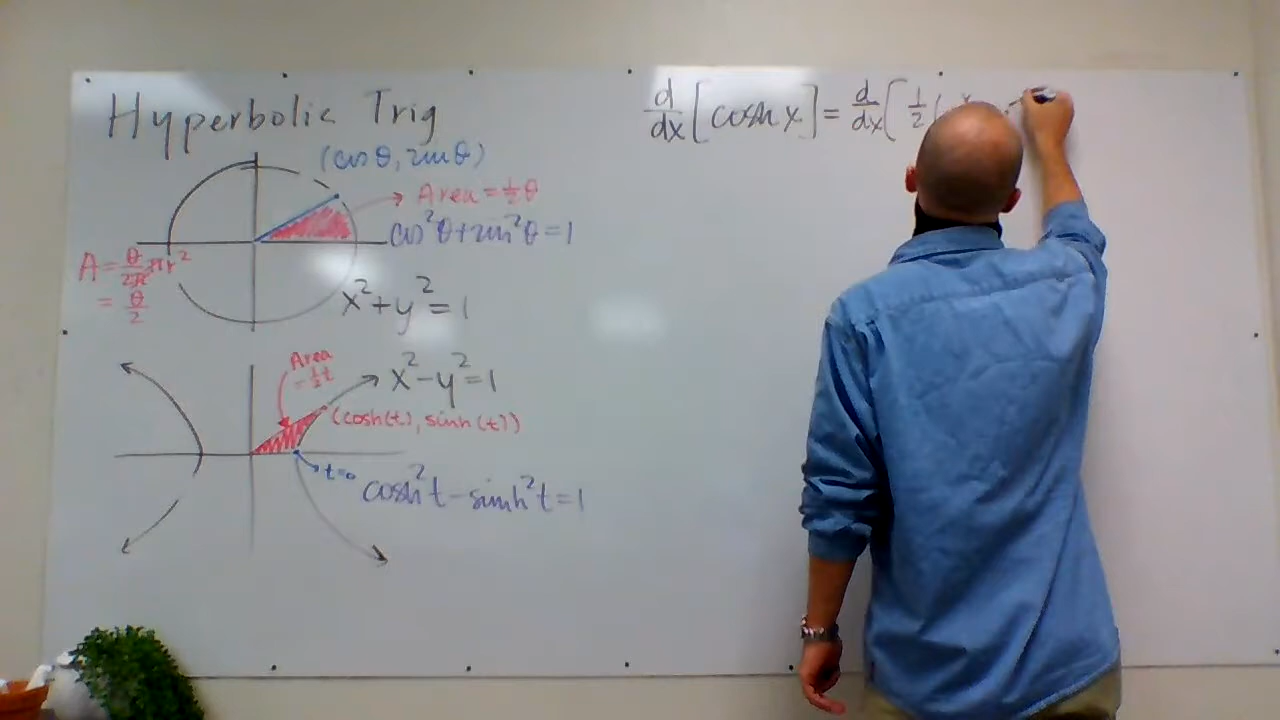 Hyperbolic Trig
(cos θ, sin θ)
Area = 1/2 θ
cos²θ + sin²θ = 1
A = θ/2π πr²
= θ/2
x² + y² = 1
Area
= 1/2 t
x² - y² = 1
(cosh(t), sinh(t))
t=0
cosh²t - sinh²t = 1
d/dx [cosh x] = d/dx [ 1/2 (